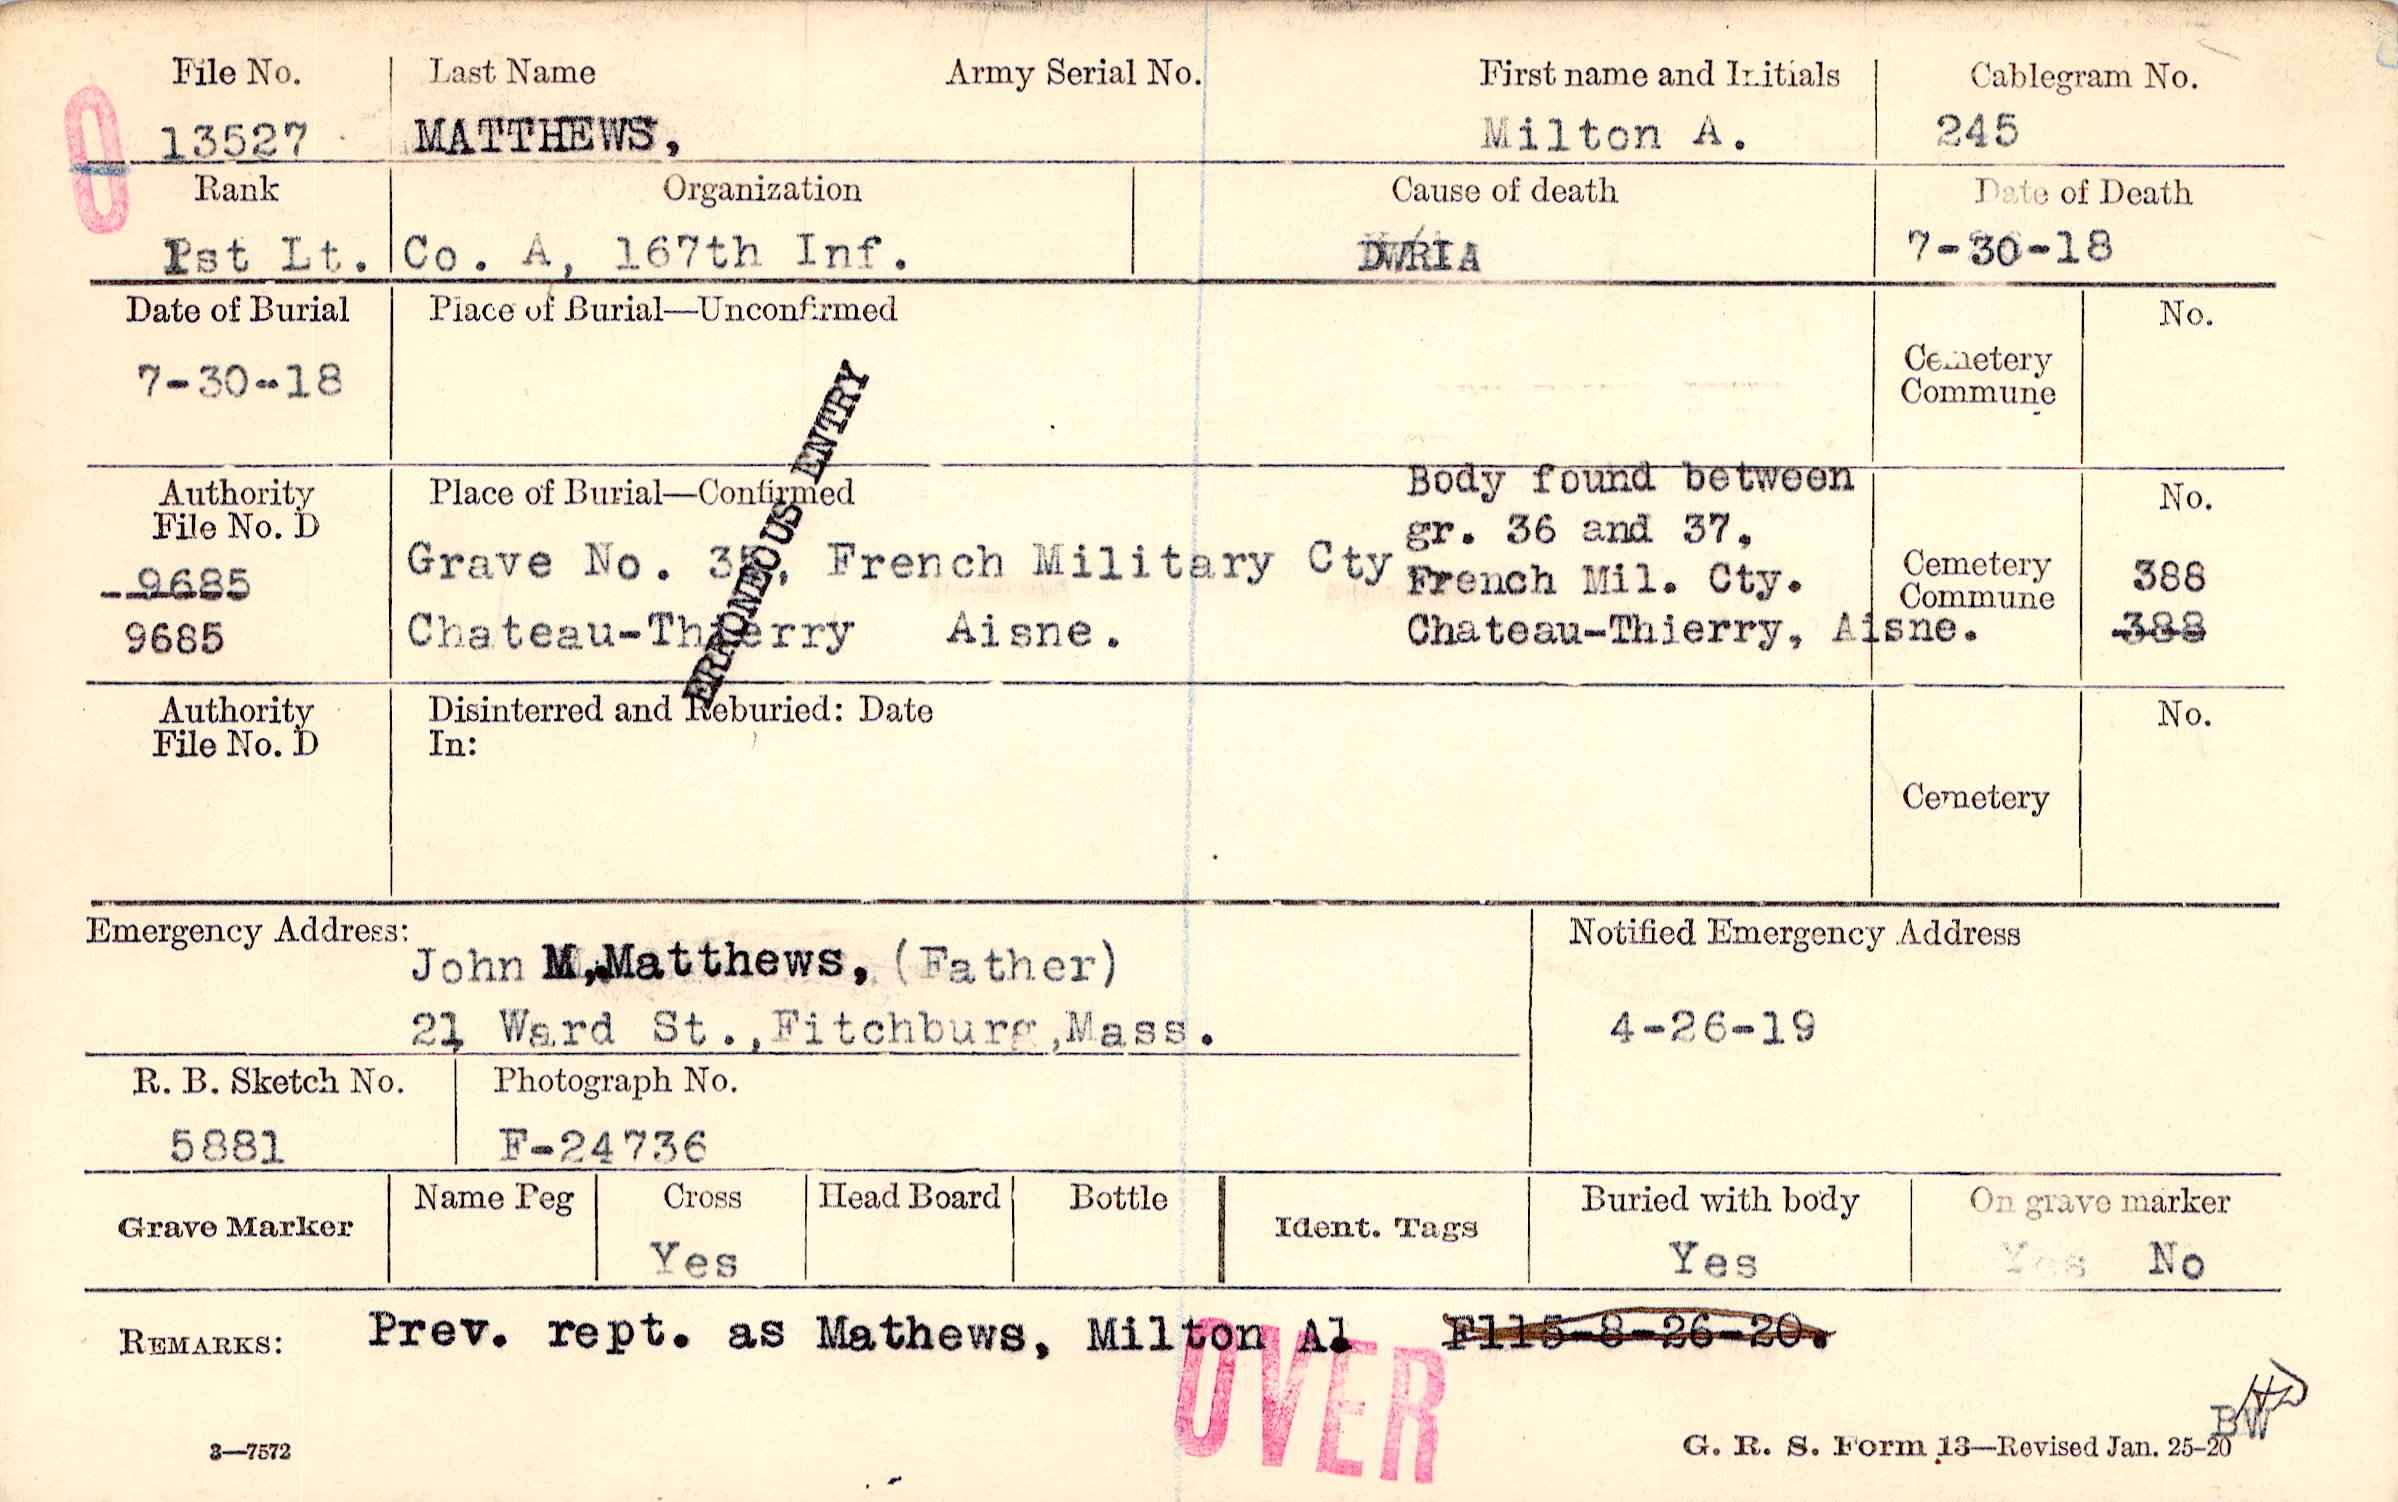 File No. Last Name Army Serial No. First name and Initials Cablegram No.
13527 MATTHEWS, Milton A. 245
Rank Organization Cause of death Date of Death
1st Lt. Co. A, 167th Inf. DWRIA 7-30-18
Date of Burial Place of Burial—Unconfirmed No.
7-30-18 Cemetery
Commune
ERRONEOUS ENTRY
Authority Place of Burial—Confirmed No.
File No. D
9685
9685
Grave No. 35, French Military Cty
Chateau-Thierry Aisne.
Body found between
gr. 36 and 37,
French Mil. Cty.
Chateau-Thierry, Aisne.
Cemetery 388
Commune
388
Authority Disinterred and Reburied: Date No.
File No. D In:
Cemetery
Emergency Address: Notified Emergency Address
John M. Matthews, (Father)
21 Ward St., Fitchburg, Mass. 4-26-19
R. B. Sketch No. Photograph No.
5881 F-24736
Grave Marker Name Peg Cross Head Board Bottle Ident. Tags Buried with body On grave marker
Yes Yes Yes No
REMARKS: Prev. rept. as Mathews, Milton A. F115-8-26-20.
OVER
BW
3—7572 G. R. S. Form 13—Revised Jan. 25-20